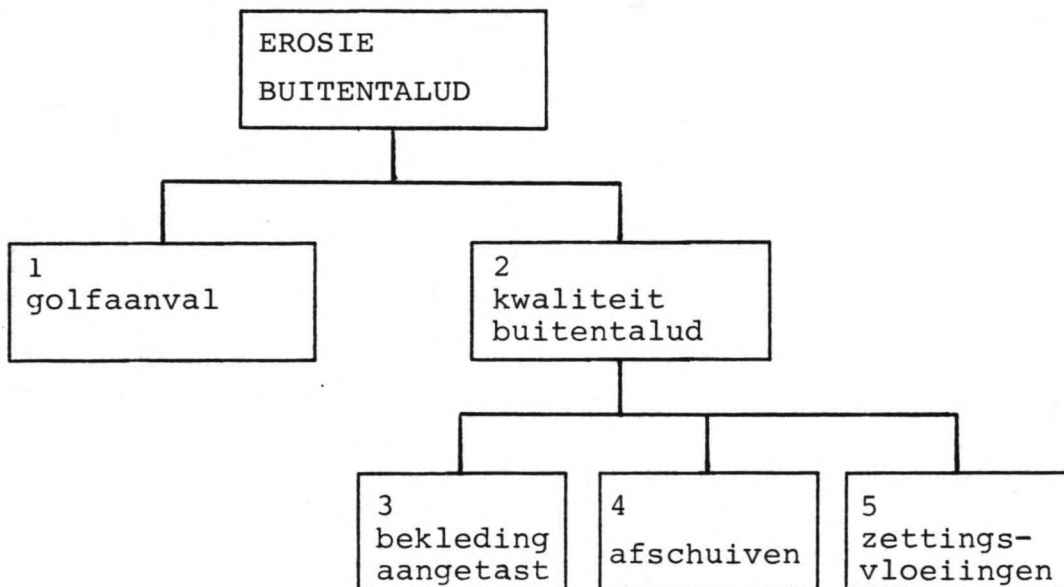 EROSIE
BUITENTALUD
1
golfaanval
2
kwaliteit
buitentalud
3
bekleding
aangetast
4
afschuiven
5
zettings-
vloeiingen